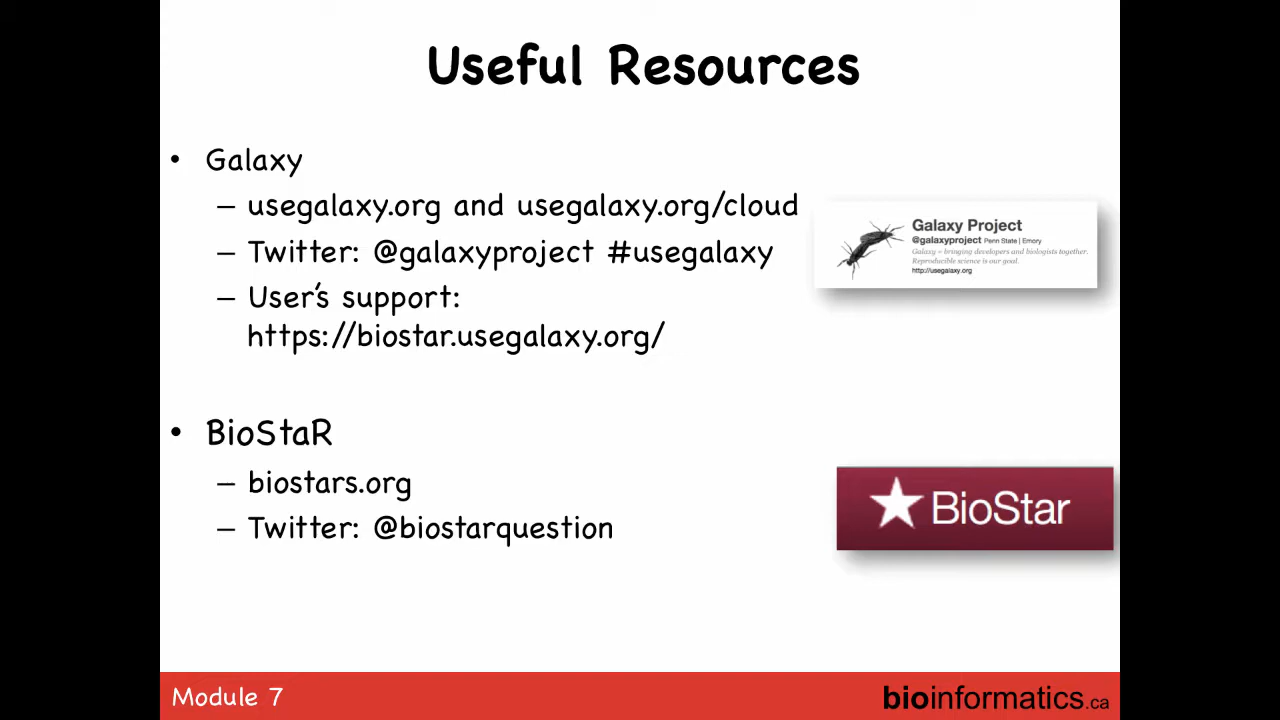 Useful Resources
• Galaxy
– usegalaxy.org and usegalaxy.org/cloud
– Twitter: @galaxyproject #usegalaxy
– User's support:
https://biostar.usegalaxy.org/
Galaxy Project
@galaxyproject Penn State | Emory
Galaxy = bringing developers and biologists together.
Reproducible science is our goal.
http://usegalaxy.org
• BioStaR
– biostars.org
– Twitter: @biostarquestion
BioStar
Module 7
bioinformatics.ca